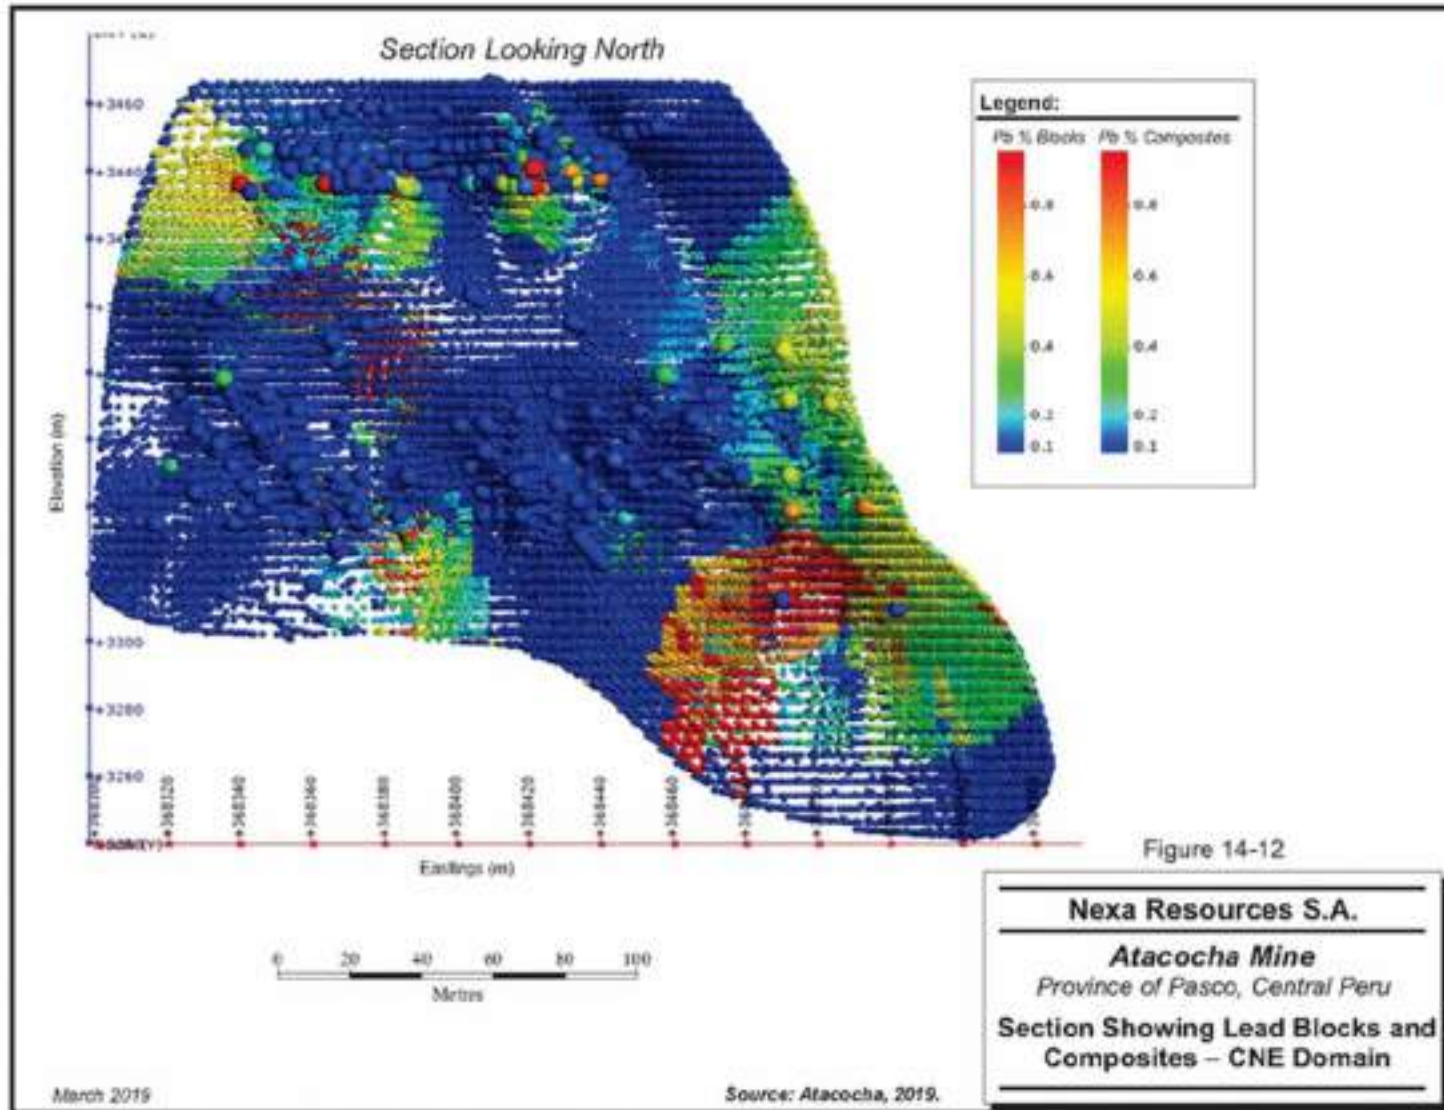 Section Looking North
+3460
+3440
+3300
+3280
+3260
Elevation (m)
+368320
+368340
+368360
+368380
+368400
+368420
+368440
+368460
Eastings (m)
Legend:
Pb % Blocks Pb % Composites
0.8 0.8
0.6 0.6
0.4 0.4
0.2 0.2
0.1 0.1
0 20 40 60 80 100
Metres
Figure 14-12
Nexa Resources S.A.
Atacocha Mine
Province of Pasco, Central Peru
Section Showing Lead Blocks and
Composites – CNE Domain
March 2019
Source: Atacocha, 2019.